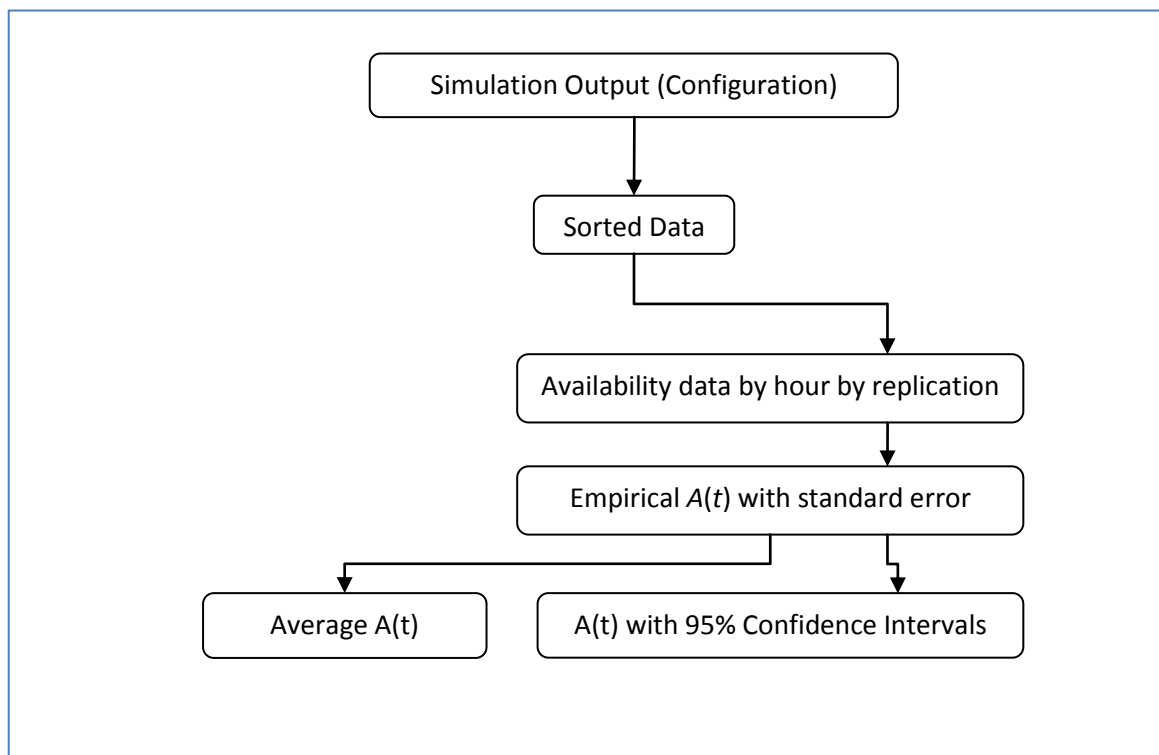 Simulation Output (Configuration)
Sorted Data
Availability data by hour by replication
Empirical A(t) with standard error
Average A(t)
A(t) with 95% Confidence Intervals